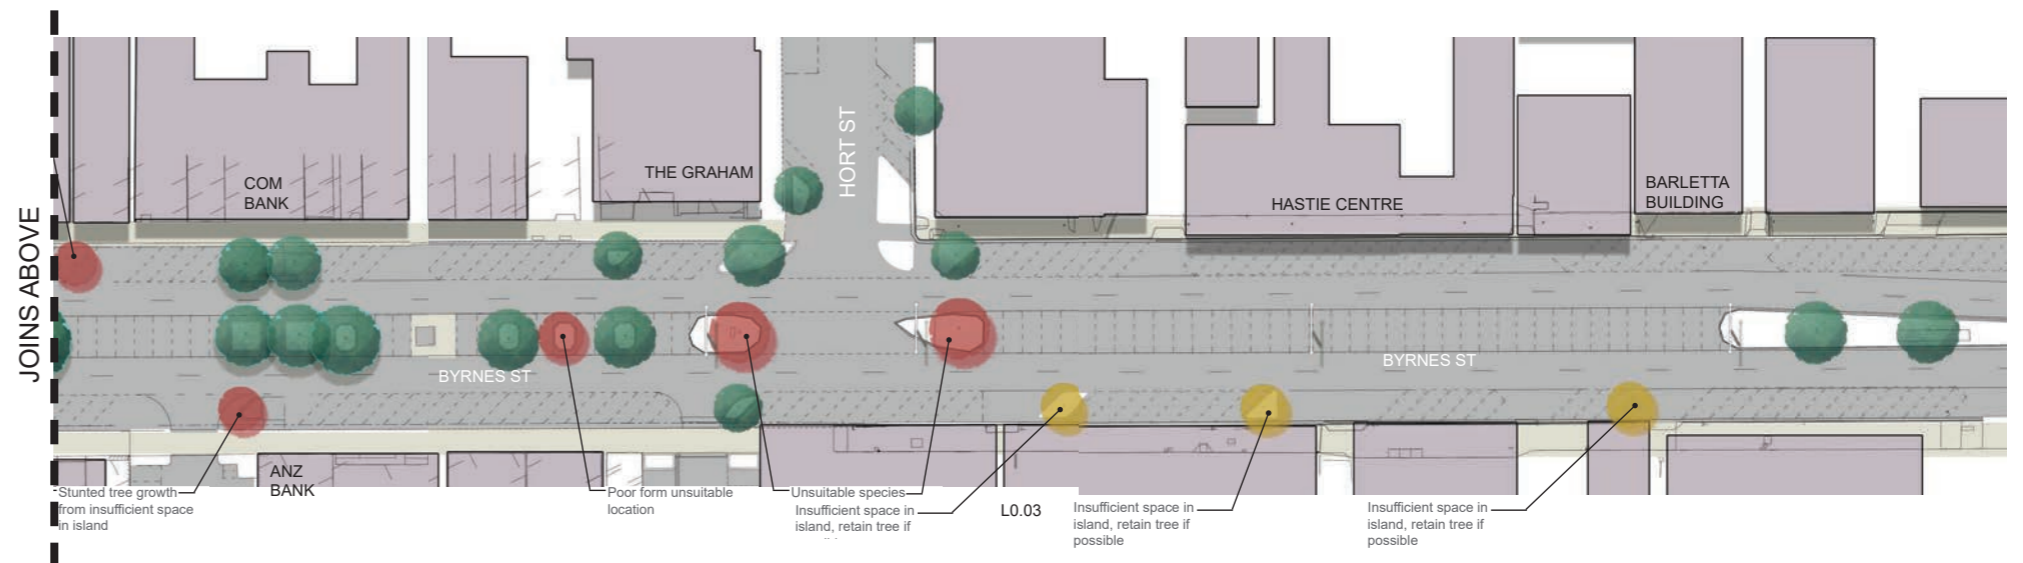 JOINS ABOVE
COM
BANK
THE GRAHAM
HORT ST
HASTIE CENTRE
BARLETTA
BUILDING
BYRNES ST
BYRNES ST
ANZ
BANK
Stunted tree growth
from insufficient space
in island
Poor form unsuitable
location
Unsuitable species
Insufficient space in
island, retain tree if
L0.03
Insufficient space in
island, retain tree if
possible
Insufficient space in
island, retain tree if
possible